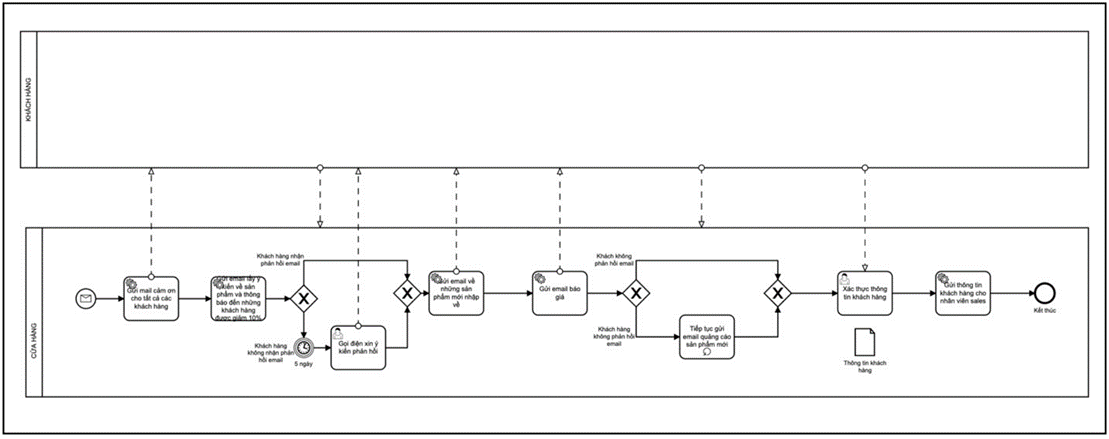 KHÁCH HÀNG
CỬA HÀNG
Gửi mail cảm ơn
cho tất cả các
khách hàng
Gửi email lấy ý
kiến về sản
phẩm và thông
báo đến những
khách hàng
được giảm 10%
Khách hàng nhận
phản hồi email
Khách hàng
không nhận phản
hồi email
5 ngày
Gọi điện xin ý
kiến phản hồi
Gửi email về
những sản
phẩm mới nhập
về
Gửi email báo
giá
Khách không
phản hồi email
Khách hàng
không phản hồi
email
Tiếp tục gửi
email quảng cáo
sản phẩm mới
Xác thực thông
tin khách hàng
Thông tin khách
hàng
Gửi thông tin
khách hàng cho
nhân viên sales
Kết thúc